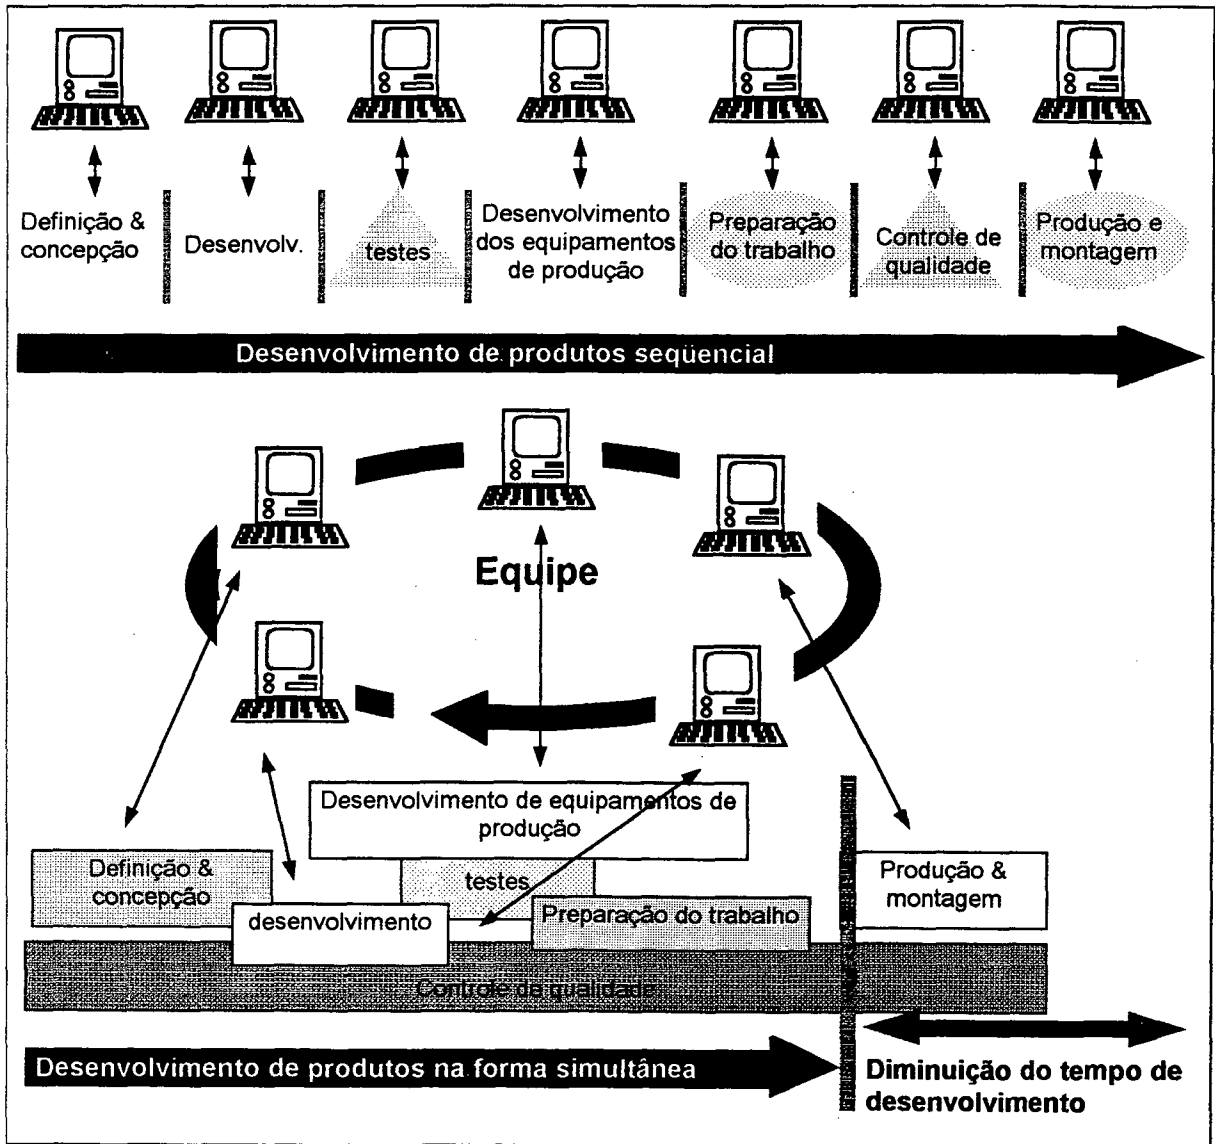 Definição &
concepção
Desenvolv.
testes
Desenvolvimento
dos equipamentos
de produção
Preparação
do trabalho
Controle de
qualidade
Produção e
montagem
Desenvolvimento de produtos seqüencial
Equipe
Desenvolvimento de equipamentos de
produção
Definição &
concepção
testes
desenvolvimento
Preparação do trabalho
Produção &
montagem
Controle de qualidade
Desenvolvimento de produtos na forma simultânea
Diminuição do tempo de
desenvolvimento